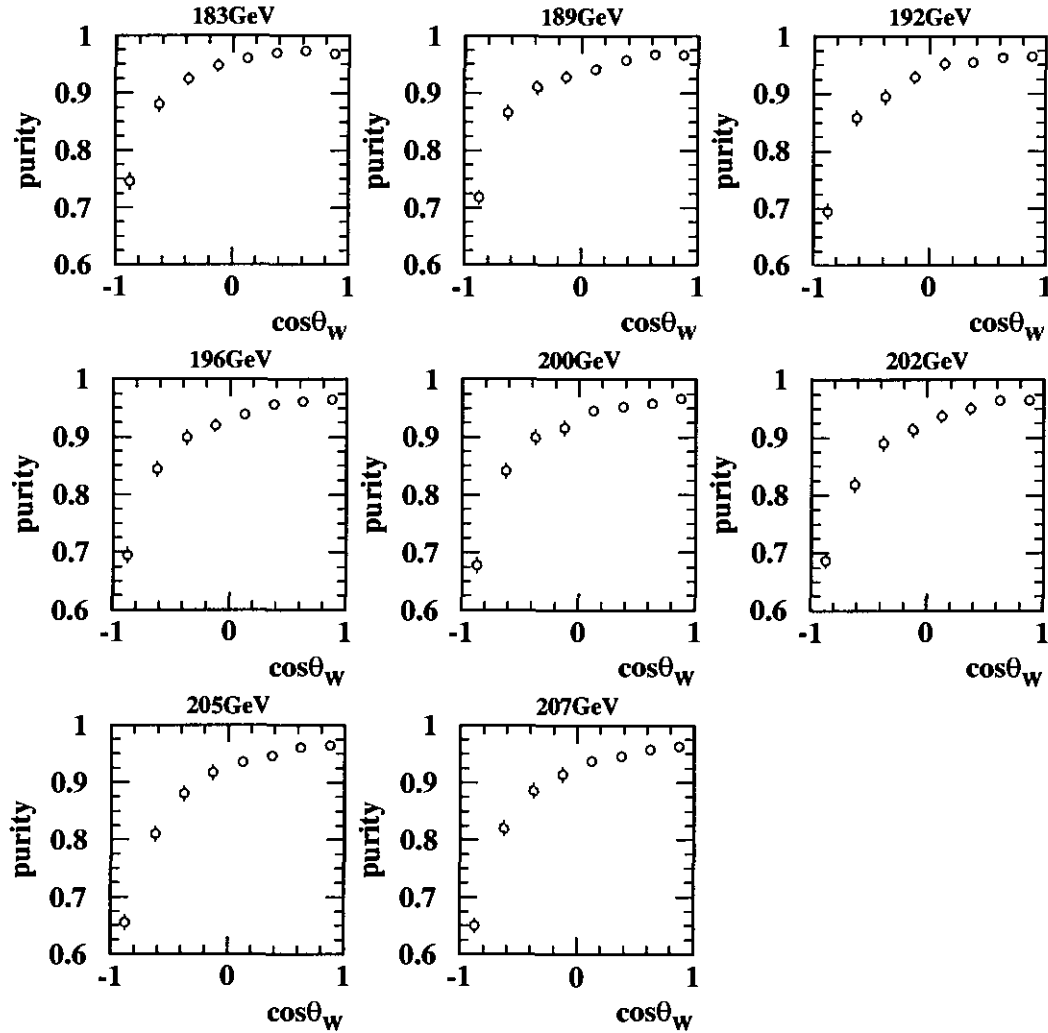 183GeV
purity
1
0.9
0.8
0.7
0.6
-1 0 1
cosθW
189GeV
purity
1
0.9
0.8
0.7
0.6
-1 0 1
cosθW
192GeV
purity
1
0.9
0.8
0.7
0.6
-1 0 1
cosθW
196GeV
purity
1
0.9
0.8
0.7
0.6
-1 0 1
cosθW
200GeV
purity
1
0.9
0.8
0.7
0.6
-1 0 1
cosθW
202GeV
purity
1
0.9
0.8
0.7
0.6
-1 0 1
cosθW
205GeV
purity
1
0.9
0.8
0.7
0.6
-1 0 1
cosθW
207GeV
purity
1
0.9
0.8
0.7
0.6
-1 0 1
cosθW